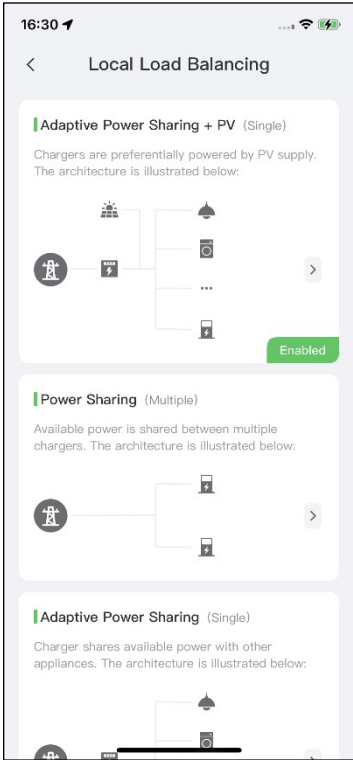 16:30
Local Load Balancing
Adaptive Power Sharing + PV (Single)
Chargers are preferentially powered by PV supply.
The architecture is illustrated below:
...
Enabled
Power Sharing (Multiple)
Available power is shared between multiple
chargers. The architecture is illustrated below:
Adaptive Power Sharing (Single)
Charger shares available power with other
appliances. The architecture is illustrated below: